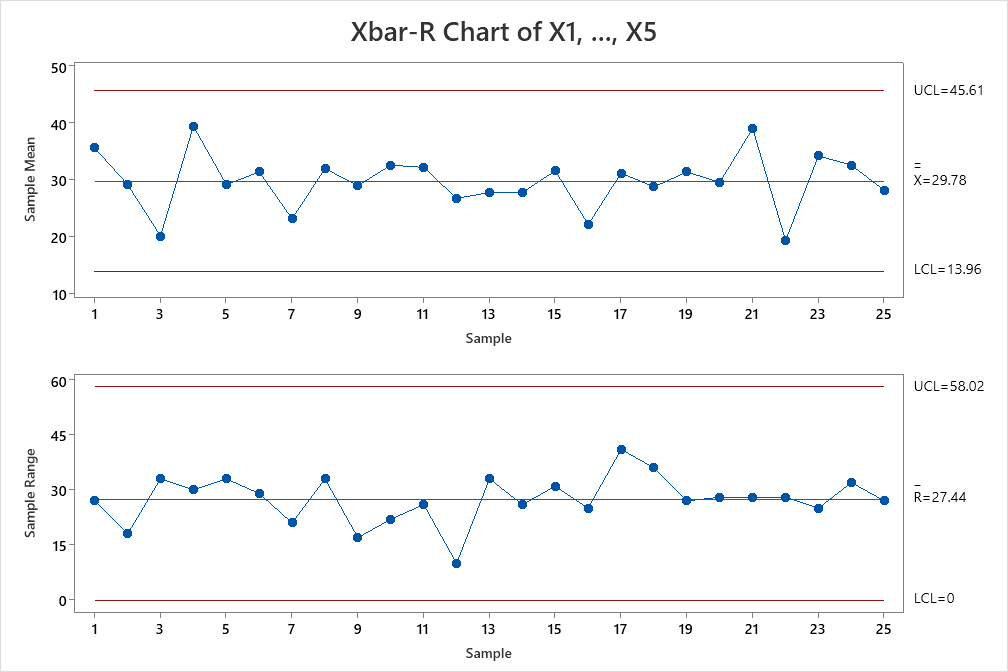 Xbar-R Chart of X1, ..., X5
Sample Mean
50
40
30
20
10
UCL=45.61
X̿=29.78
LCL=13.96
1 3 5 7 9 11 13 15 17 19 21 23 25
Sample
Sample Range
60
45
30
15
0
UCL=58.02
R̄=27.44
LCL=0
1 3 5 7 9 11 13 15 17 19 21 23 25
Sample